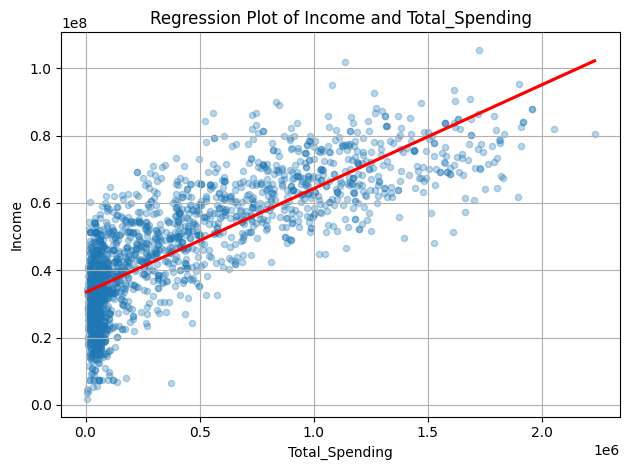 Regression Plot of Income and Total_Spending
1e8
1.0
0.8
0.6
0.4
0.2
0.0
Income
0.0 0.5 1.0 1.5 2.0
Total_Spending
1e6